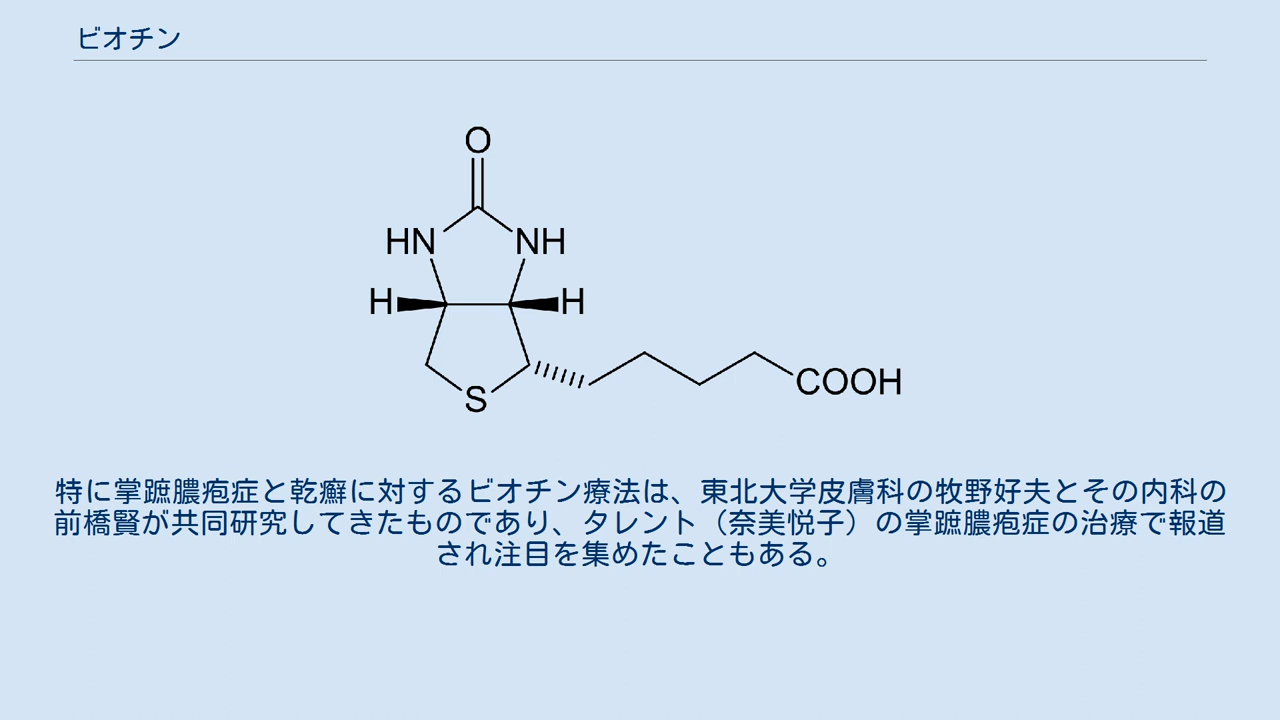 ビオチン
O
HN NH
H H
S
COOH
特に掌蹠膿疱症と乾癬に対するビオチン療法は、東北大学皮膚科の牧野好夫とその内科の
前橋賢が共同研究してきたものであり、タレント（奈美悦子）の掌蹠膿疱症の治療で報道
され注目を集めたこともある。